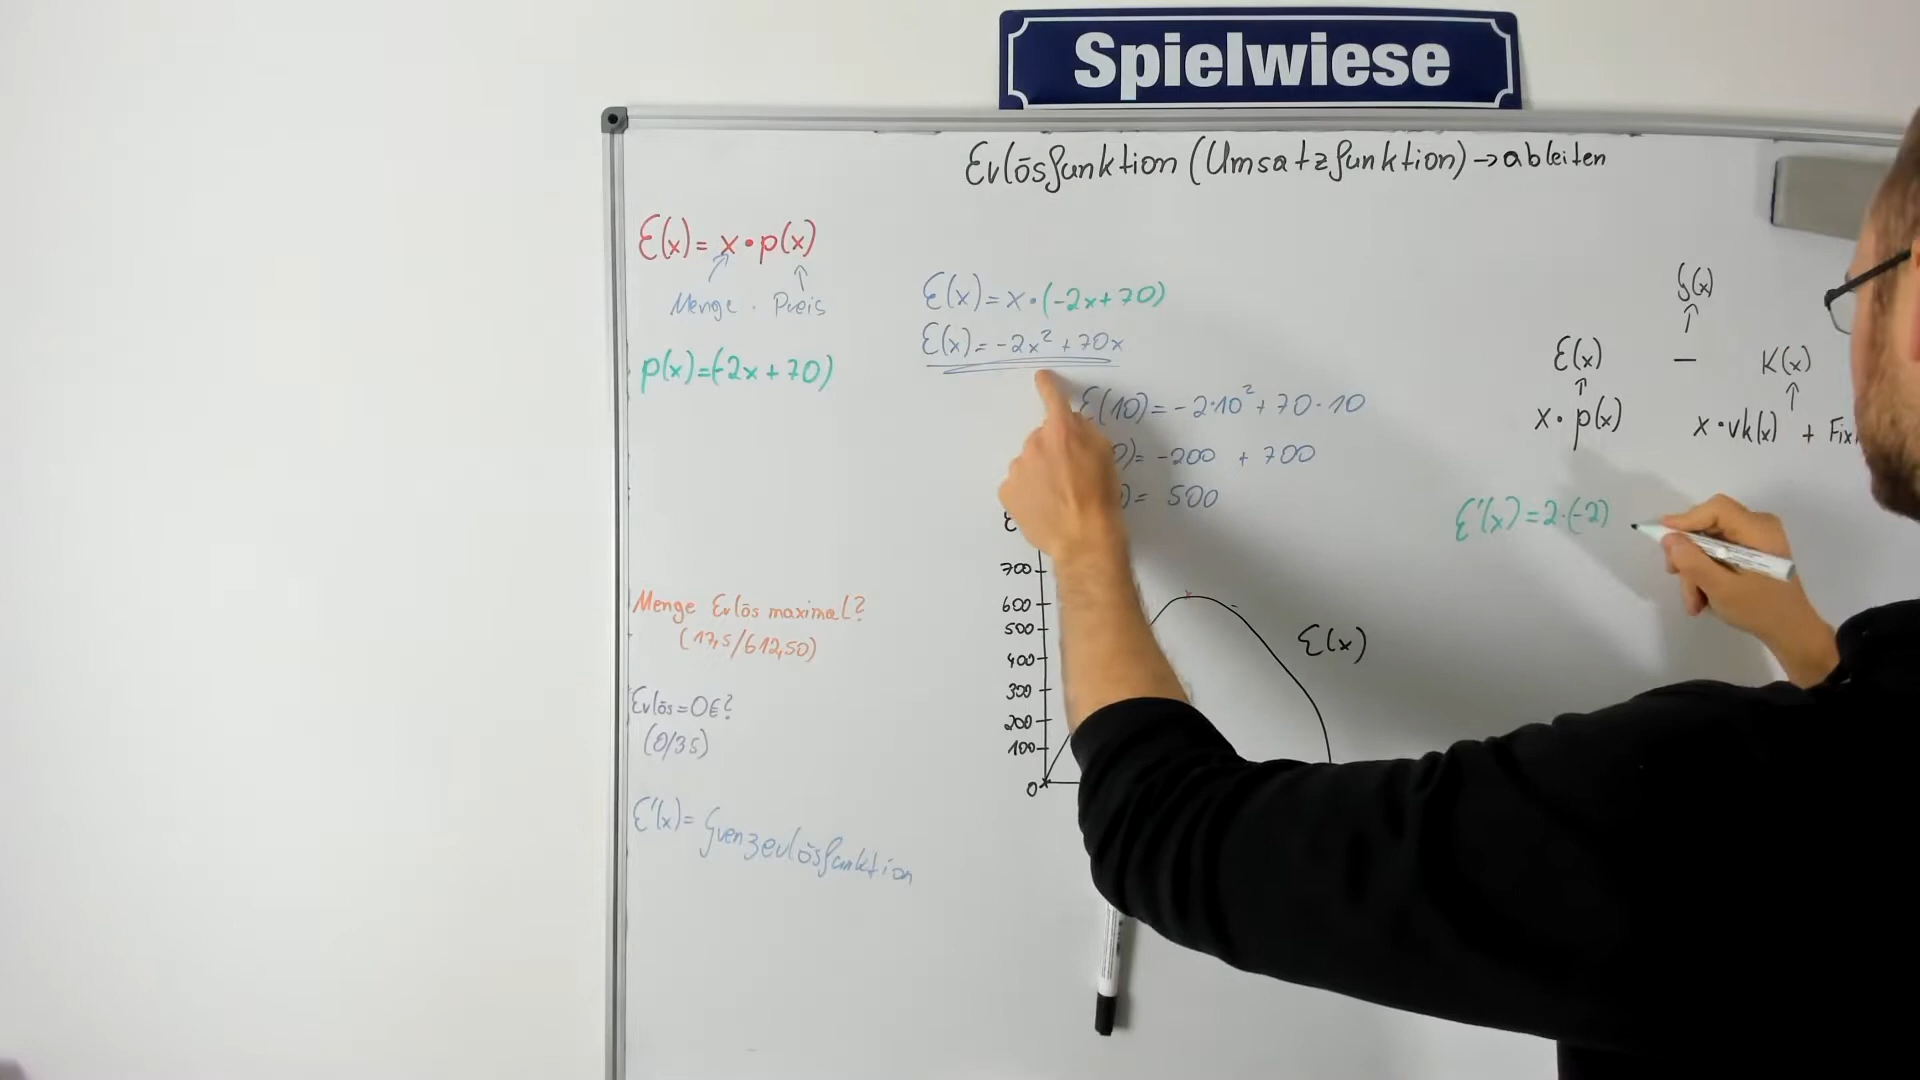 Spielwiese
Erlösfunktion (Umsatzfunktion) → ableiten
E(x) = x • p(x)
Menge . Preis
p(x)=(-2x + 70)
Menge Erlös maximal?
(17,5/612,50)
Erlös=0€?
(0/35)
E'(x)= Grenzerlösfunktion
E(x) = x • (-2x+70)
E(x) = -2x² + 70x
E(10) = -2·10² + 70·10
0)= -200 + 700
)= 500
700
600
500
400
300
200
100
0
E(x)
G(x)
↑
E(x) – K(x)
↑ ↑
x • p(x) x • vk(x) + Fix
E'(x) = 2·(-2)